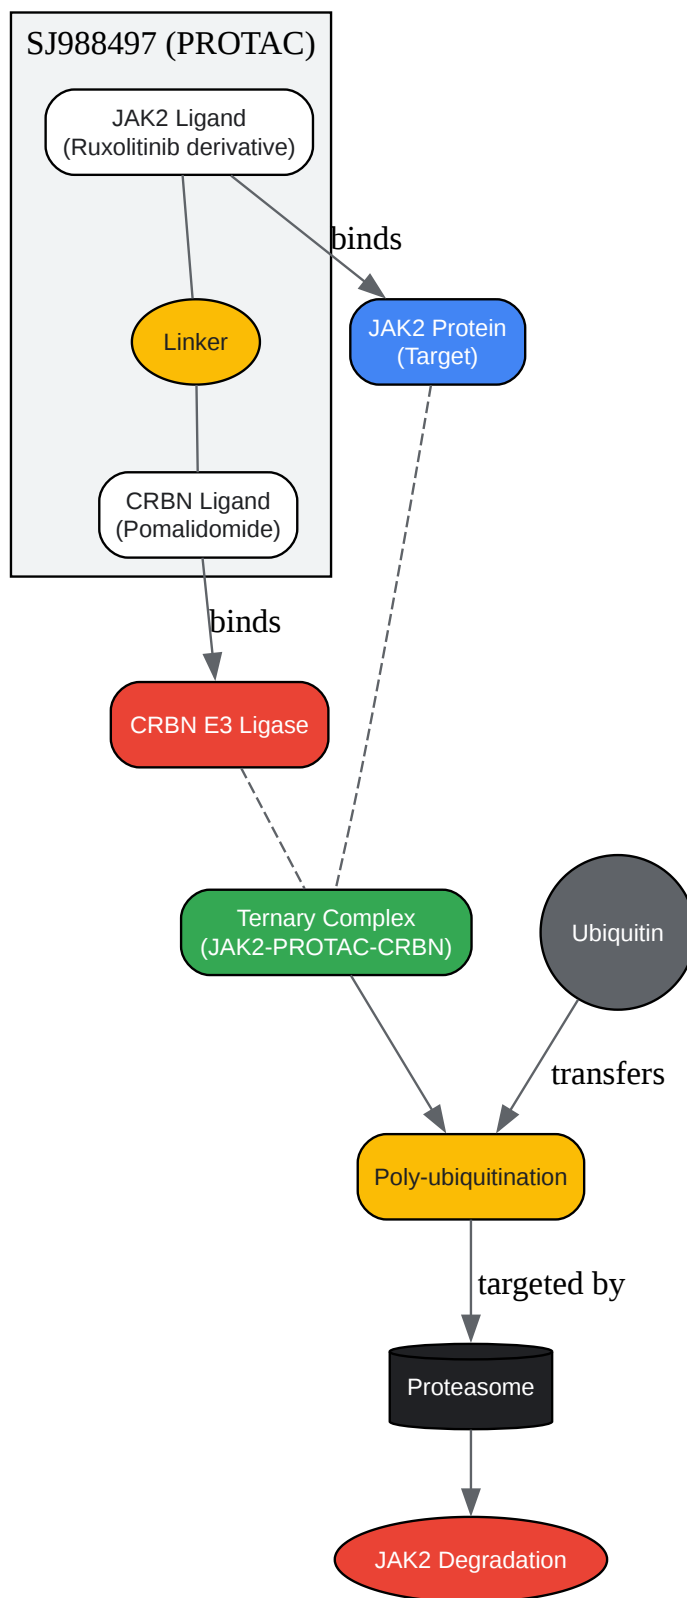 SJ988497 (PROTAC)
JAK2 Ligand
(Ruxolitinib derivative)
binds
Linker
JAK2 Protein
(Target)
CRBN Ligand
(Pomalidomide)
binds
CRBN E3 Ligase
Ternary Complex
(JAK2-PROTAC-CRBN)
Ubiquitin
transfers
Poly-ubiquitination
targeted by
Proteasome
JAK2 Degradation